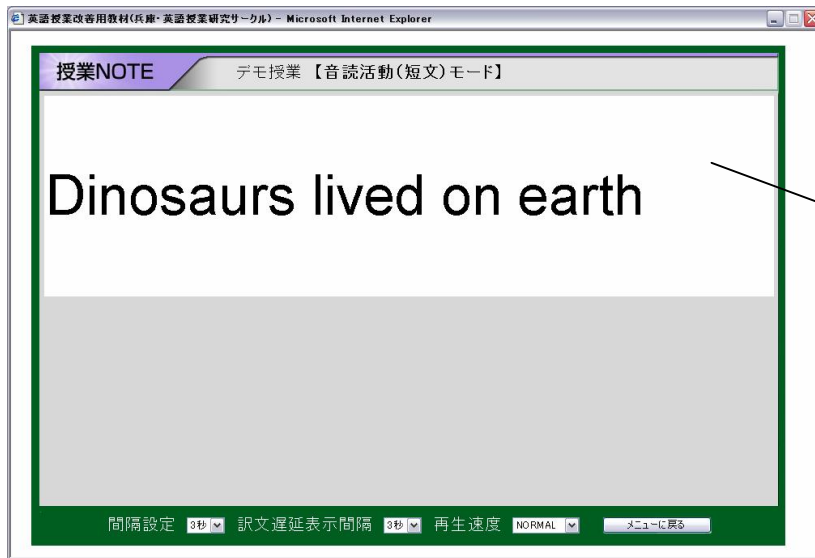 英語授業改善用教材(兵庫・英語授業研究サークル) - Microsoft Internet Explorer
授業NOTE デモ授業【音読活動(短文)モード】
Dinosaurs lived on earth
間隔設定 3秒 訳文遅延表示間隔 3秒 再生速度 NORMAL メニューに戻る